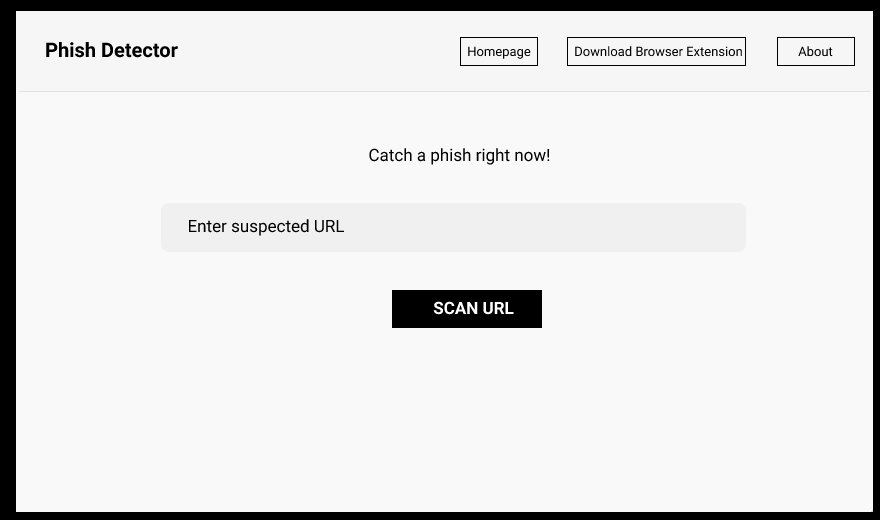 Phish Detector
Homepage
Download Browser Extension
About
Catch a phish right now!
Enter suspected URL
SCAN URL